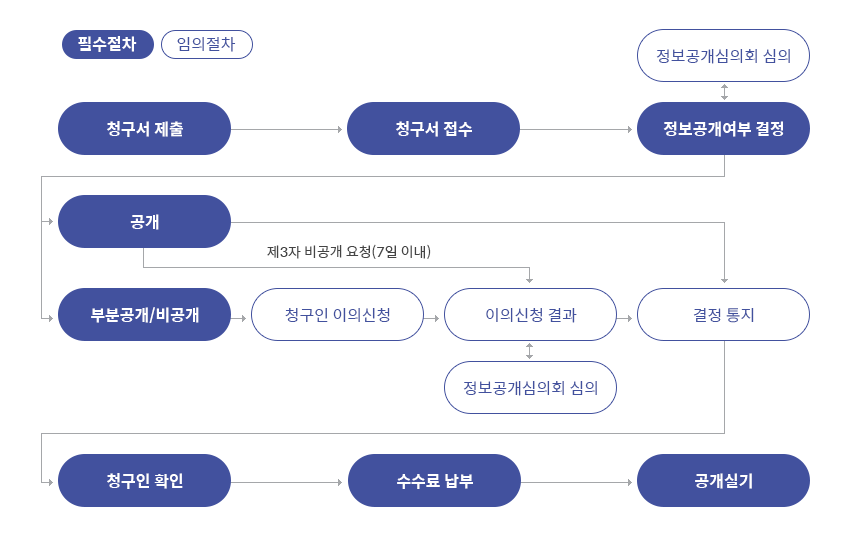 필수절차
임의절차
정보공개심의회 심의
청구서 제출
청구서 접수
정보공개여부 결정
공개
제3자 비공개 요청(7일 이내)
부분공개/비공개
청구인 이의신청
이의신청 결과
결정 통지
정보공개심의회 심의
청구인 확인
수수료 납부
공개실기